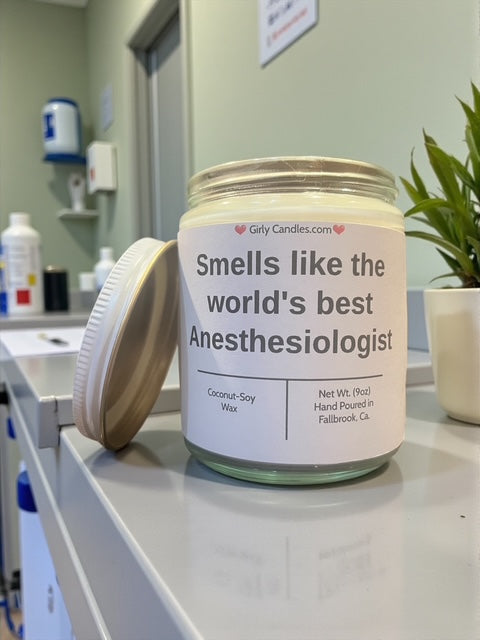 Girly Candles.com
Smells like the
world's best
Anesthesiologist
Coconut-Soy
Wax
Net Wt. (9oz)
Hand Poured in
Fallbrook, Ca.